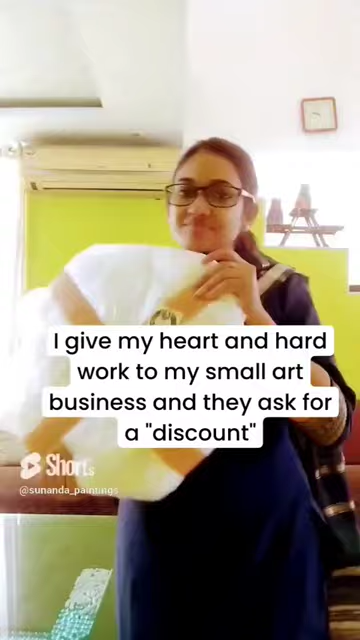 I give my heart and hard
work to my small art
business and they ask for
a "discount"
Shorts
@sunanda_paintings